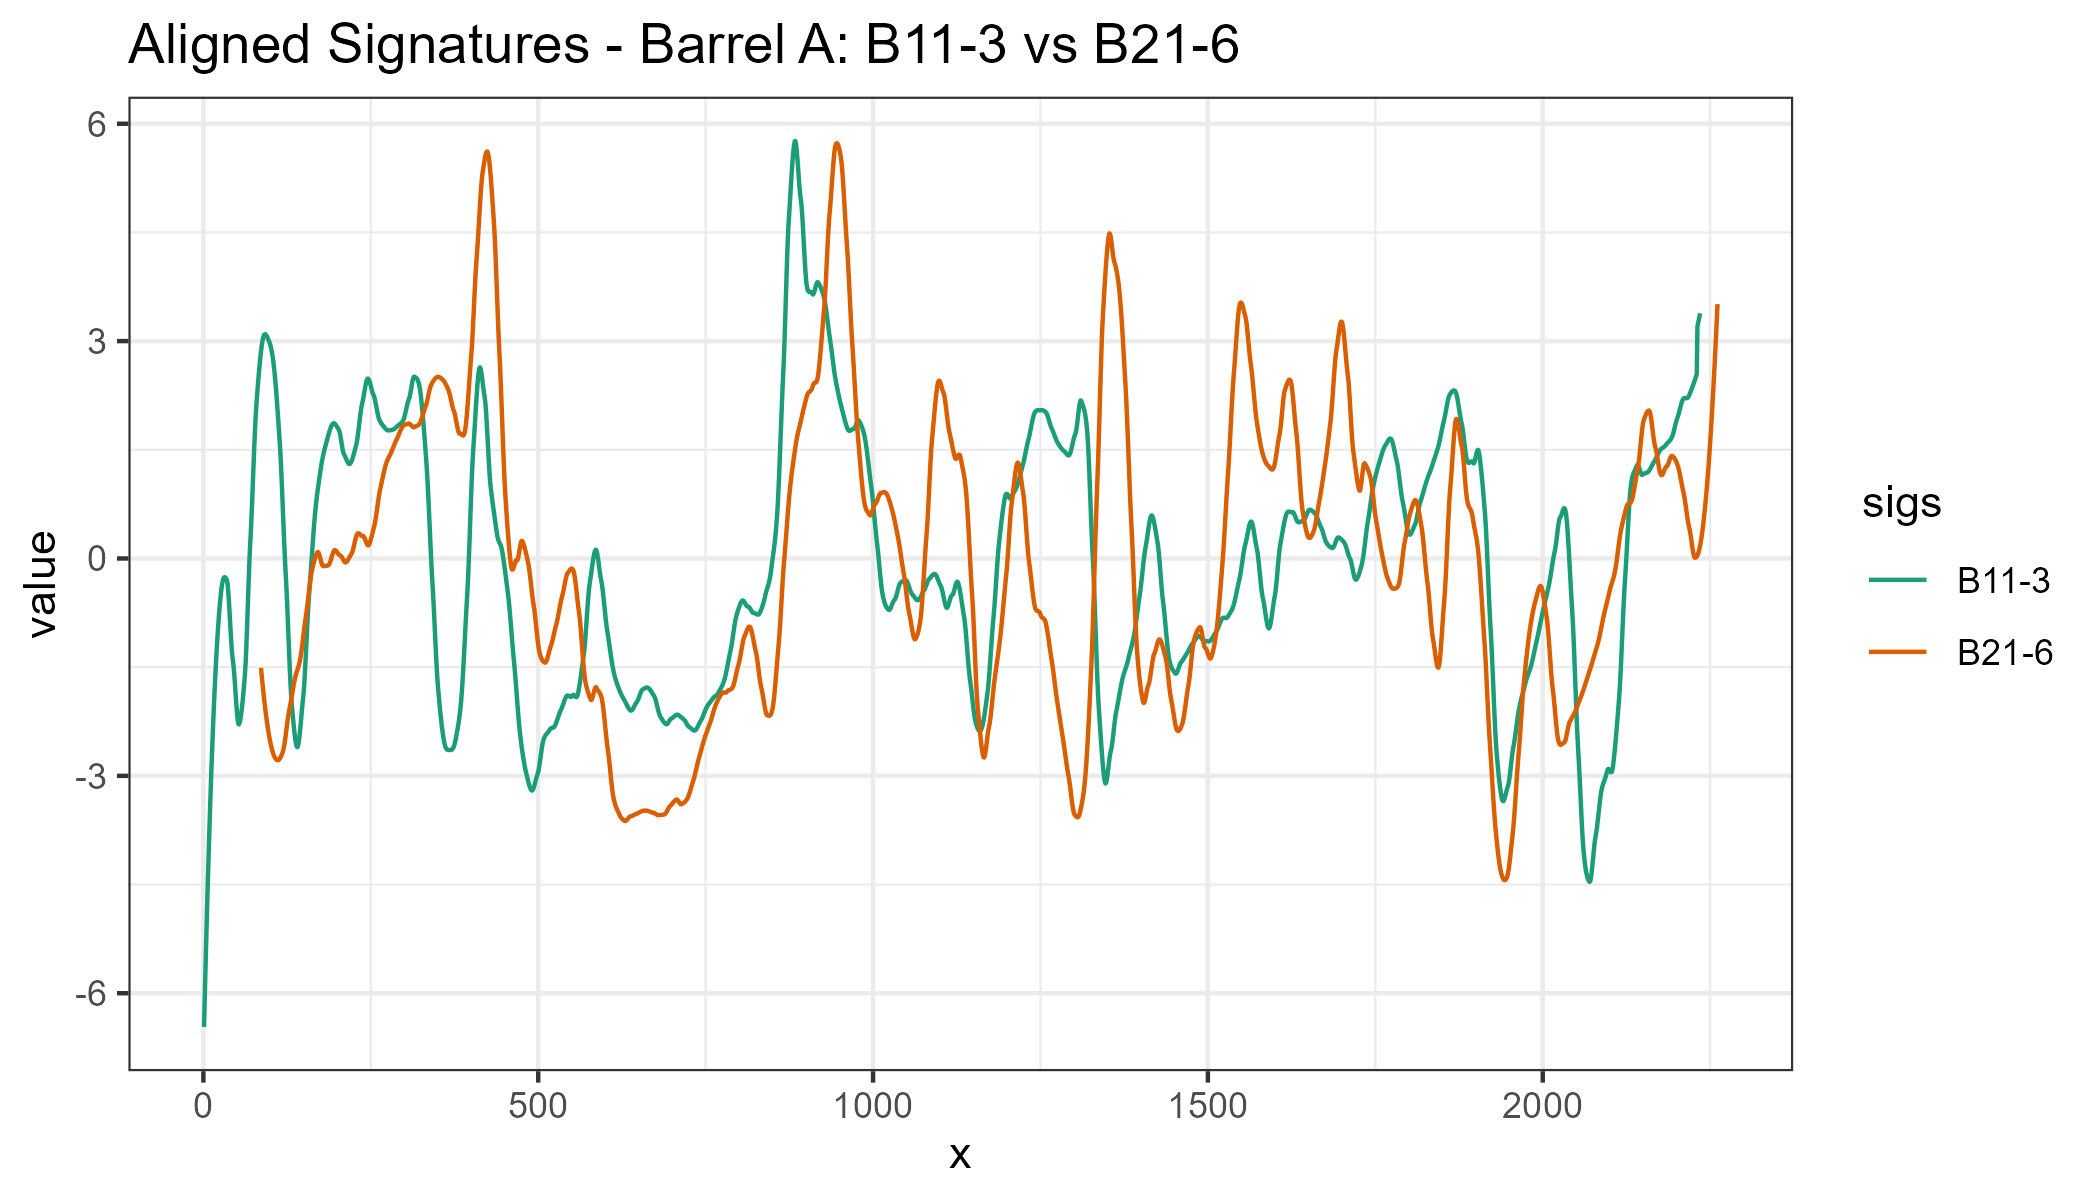 Aligned Signatures - Barrel A: B11-3 vs B21-6
6
3
0
-3
-6
value
0 500 1000 1500 2000
x
sigs
B11-3
B21-6